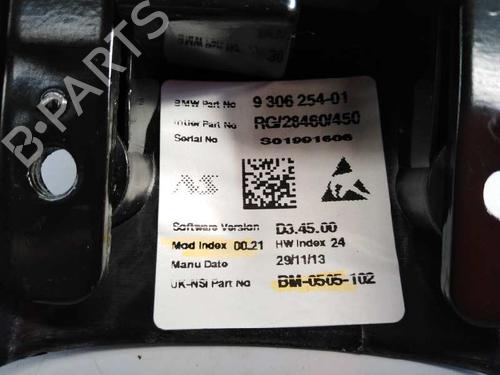 B-PARTS
BMW Part No 9 306 254-01
Intier Part No RG/28460/450
Serial No S01991606
Software Version D3.45.00
Mod Index 00.21 HW Index 24
Manu Date 29/11/13
UK-NSI Part No BM-0505-102